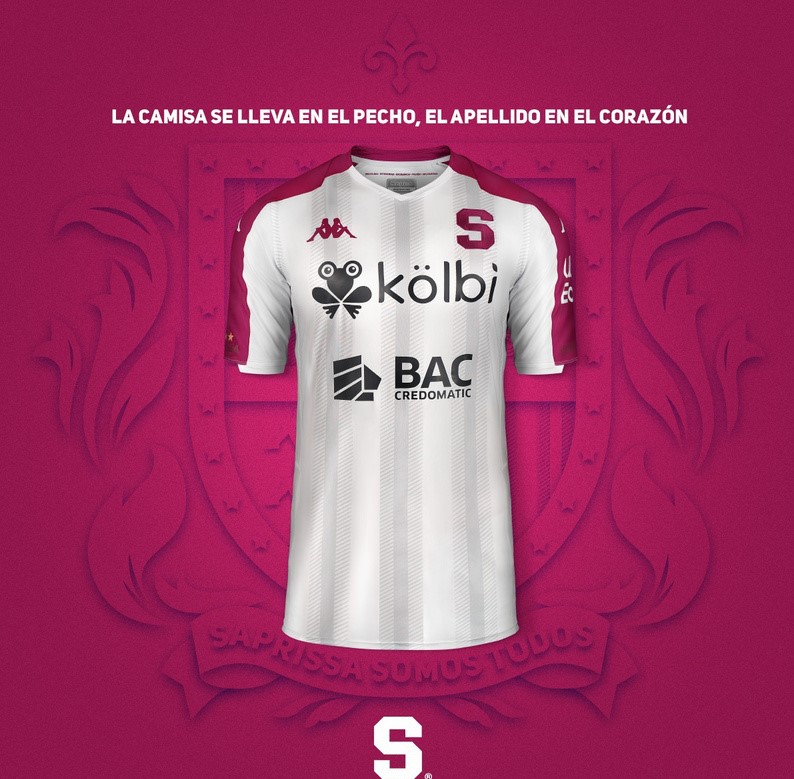 LA CAMISA SE LLEVA EN EL PECHO, EL APELLIDO EN EL CORAZÓN
S
kölbi
BAC
CREDOMATIC
SAPRISSA SOMOS TODOS
S®